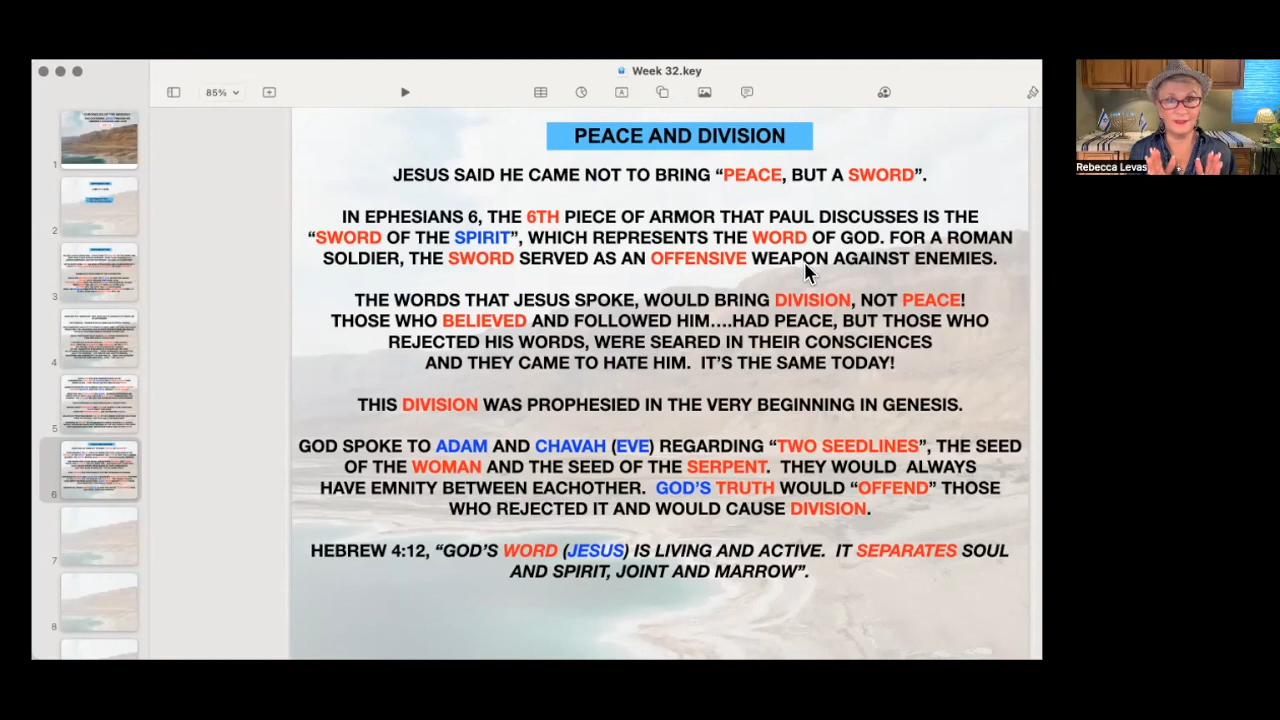 Week 32.key
85%
PEACE AND DIVISION
JESUS SAID HE CAME NOT TO BRING “PEACE, BUT A SWORD”.
IN EPHESIANS 6, THE 6TH PIECE OF ARMOR THAT PAUL DISCUSSES IS THE
“SWORD OF THE SPIRIT”, WHICH REPRESENTS THE WORD OF GOD. FOR A ROMAN
SOLDIER, THE SWORD SERVED AS AN OFFENSIVE WEAPON AGAINST ENEMIES.
THE WORDS THAT JESUS SPOKE, WOULD BRING DIVISION, NOT PEACE!
THOSE WHO BELIEVED AND FOLLOWED HIM....HAD PEACE, BUT THOSE WHO
REJECTED HIS WORDS, WERE SEARED IN THEIR CONSCIENCES
AND THEY CAME TO HATE HIM. IT’S THE SAME TODAY!
THIS DIVISION WAS PROPHESIED IN THE VERY BEGINNING IN GENESIS.
GOD SPOKE TO ADAM AND CHAVAH (EVE) REGARDING “TWO SEEDLINES”, THE SEED
OF THE WOMAN AND THE SEED OF THE SERPENT. THEY WOULD ALWAYS
HAVE EMNITY BETWEEN EACHOTHER. GOD’S TRUTH WOULD “OFFEND” THOSE
WHO REJECTED IT AND WOULD CAUSE DIVISION.
HEBREW 4:12, “GOD’S WORD (JESUS) IS LIVING AND ACTIVE. IT SEPARATES SOUL
AND SPIRIT, JOINT AND MARROW”.
1
2
3
4
5
6
7
8
Rebecca Levas